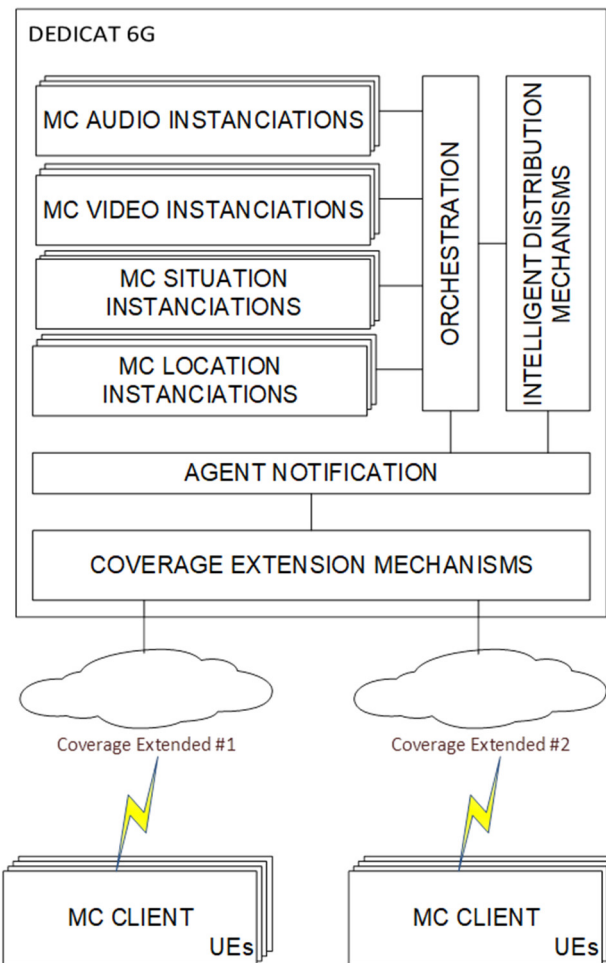 DEDICAT 6G
MC AUDIO INSTANCIATIONS
MC VIDEO INSTANCIATIONS
MC SITUATION
INSTANCIATIONS
MC LOCATION
INSTANCIATIONS
ORCHESTRATION
INTELLIGENT DISTRIBUTION
MECHANISMS
AGENT NOTIFICATION
COVERAGE EXTENSION MECHANISMS
Coverage Extended #1
Coverage Extended #2
MC CLIENT
UEs
MC CLIENT
UEs